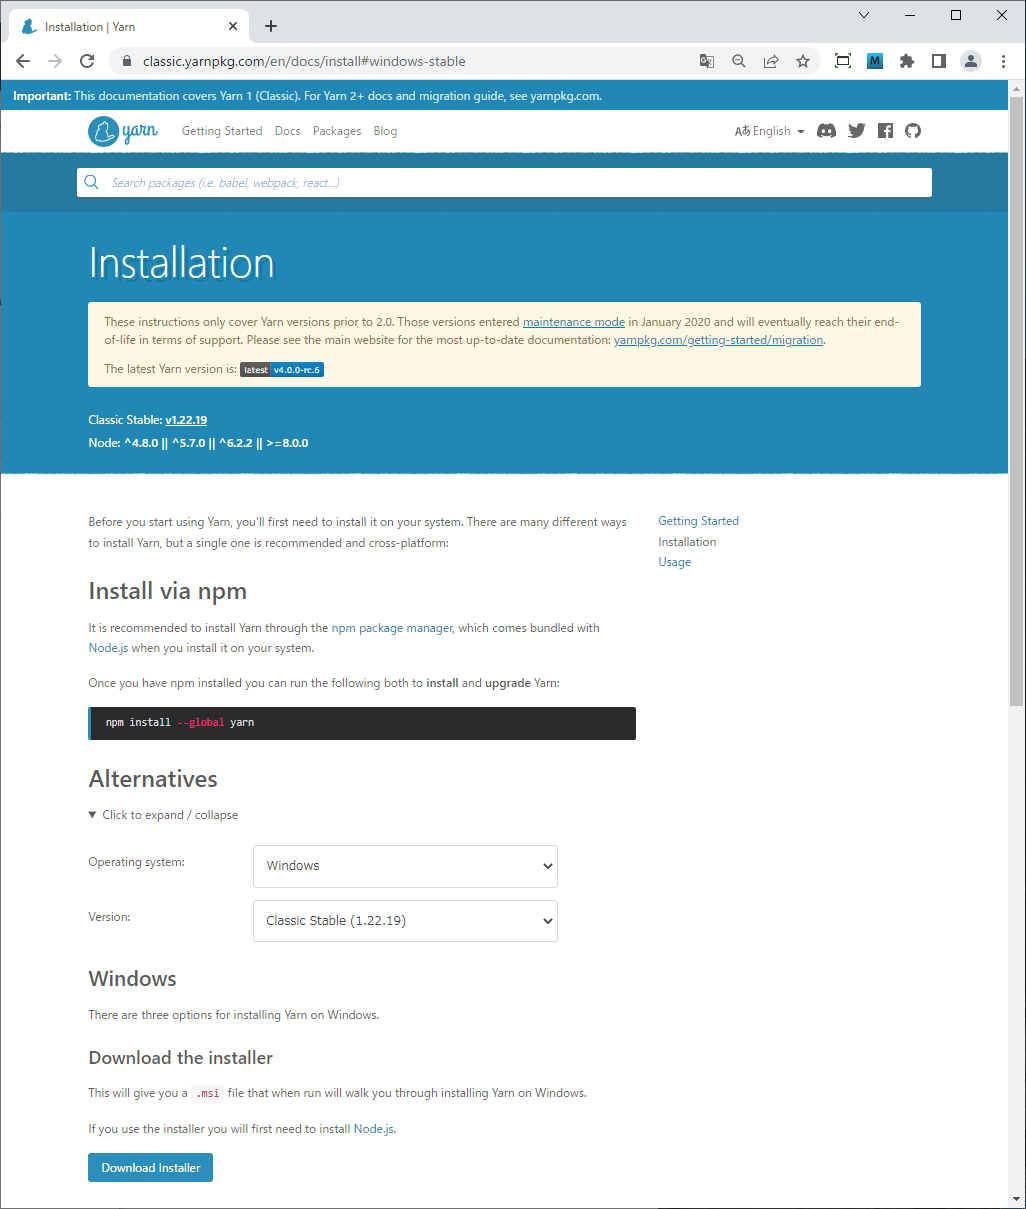 Installation | Yarn
classic.yarnpkg.com/en/docs/install#windows-stable
M
Important: This documentation covers Yarn 1 (Classic). For Yarn 2+ docs and migration guide, see yarnpkg.com.
yarn Getting Started Docs Packages Blog Aあ English
Search packages (i.e. babel, webpack, react...)
Installation
These instructions only cover Yarn versions prior to 2.0. Those versions entered maintenance mode in January 2020 and will eventually reach their end-
of-life in terms of support. Please see the main website for the most up-to-date documentation: yarnpkg.com/getting-started/migration.
The latest Yarn version is: latest v4.0.0-rc.6
Classic Stable: v1.22.19
Node: ^4.8.0 || ^5.7.0 || ^6.2.2 || >=8.0.0
Before you start using Yarn, you'll first need to install it on your system. There are many different ways
to install Yarn, but a single one is recommended and cross-platform:
Getting Started
Installation
Usage
Install via npm
It is recommended to install Yarn through the npm package manager, which comes bundled with
Node.js when you install it on your system.
Once you have npm installed you can run the following both to install and upgrade Yarn:
npm install --global yarn
Alternatives
▼ Click to expand / collapse
Operating system: Windows
Version: Classic Stable (1.22.19)
Windows
There are three options for installing Yarn on Windows.
Download the installer
This will give you a .msi file that when run will walk you through installing Yarn on Windows.
If you use the installer you will first need to install Node.js.
Download Installer